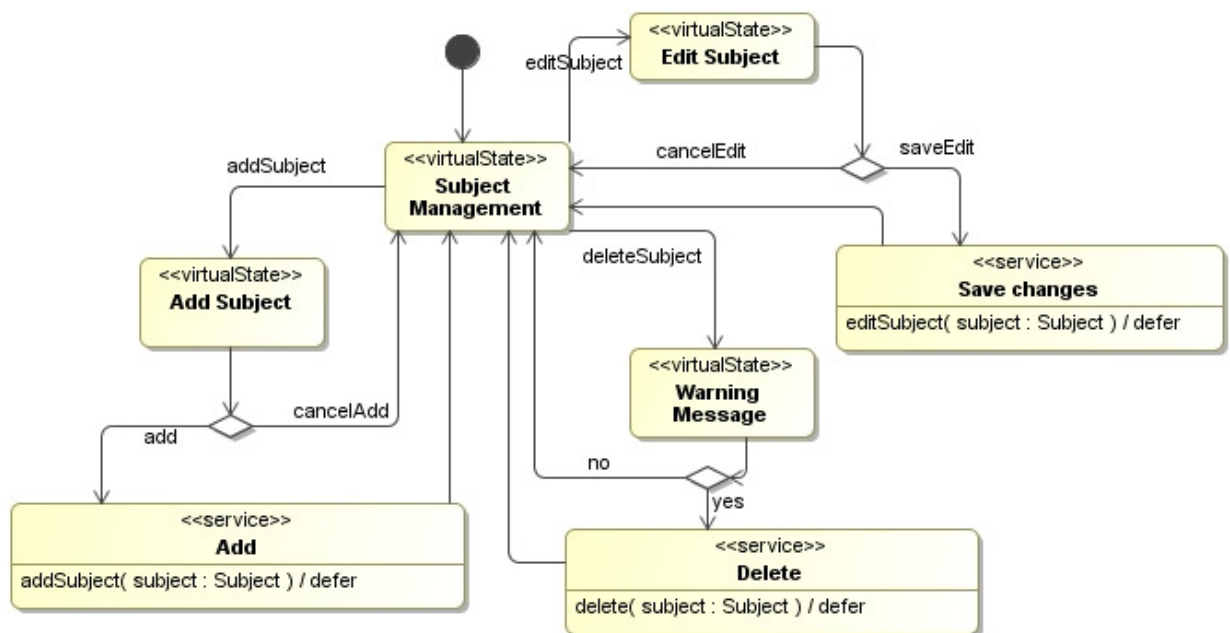 <<virtualState>>
Edit Subject
editSubject
<<virtualState>>
Subject
Management
cancelEdit
saveEdit
addSubject
<<virtualState>>
Add Subject
deleteSubject
<<service>>
Save changes
editSubject( subject : Subject ) / defer
<<virtualState>>
Warning
Message
cancelAdd
add
no
yes
<<service>>
Add
addSubject( subject : Subject ) / defer
<<service>>
Delete
delete( subject : Subject ) / defer